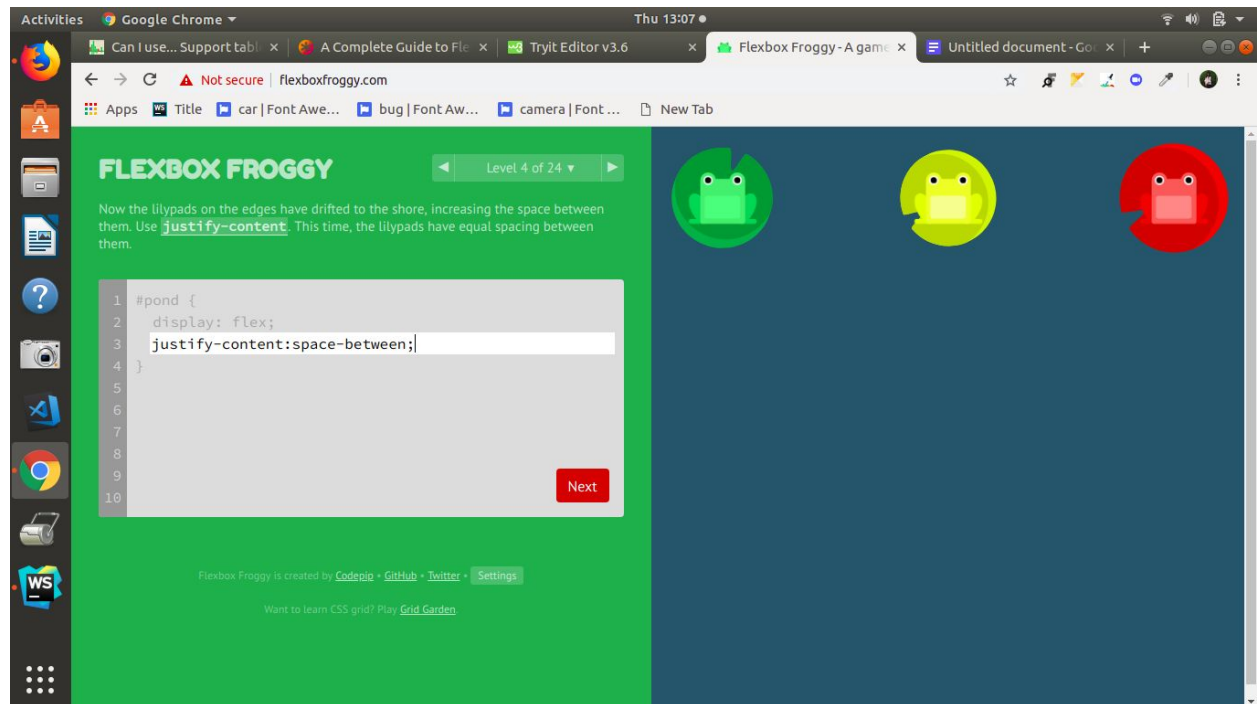 Activities Google Chrome ▾ Thu 13:07 ●
Can I use... Support tabl × A Complete Guide to Fle × Tryit Editor v3.6 × Flexbox Froggy - A game × Untitled document - Goo × +
Not secure | flexboxfroggy.com
Apps Title car | Font Awe... bug | Font Aw... camera | Font ... New Tab
FLEXBOX FROGGY ◀ Level 4 of 24 ▾ ▶
Now the lilypads on the edges have drifted to the shore, increasing the space between
them. Use justify-content. This time, the lilypads have equal spacing between
them.
1 #pond {
2 display: flex;
3 justify-content:space-between;
4 }
5
6
7
8
9
10
Next
Flexbox Froggy is created by Codepip • GitHub • Twitter • Settings
Want to learn CSS grid? Play Grid Garden.
WS